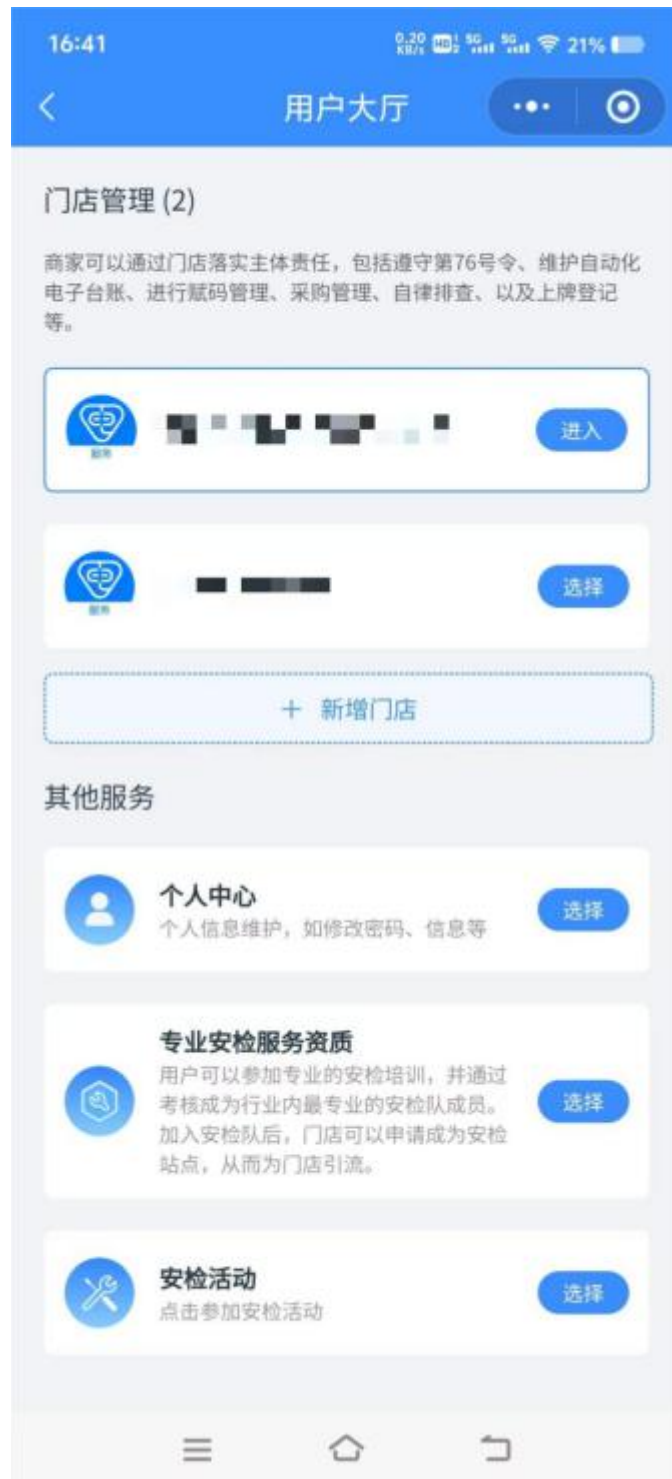 16:41
0.20 KB/s HD 5G 5G 21%
用户大厅
门店管理 (2)
商家可以通过门店落实主体责任，包括遵守第76号令、维护自动化
电子台账、进行赋码管理、采购管理、自律排查、以及上牌登记
等。
服务
进入
服务
选择
+ 新增门店
其他服务
个人中心
个人信息维护，如修改密码、信息等
选择
专业安检服务资质
用户可以参加专业的安检培训，并通过
考核成为行业内最专业的安检队成员。
加入安检队后，门店可以申请成为安检
站点，从而为门店引流。
选择
安检活动
点击参加安检活动
选择